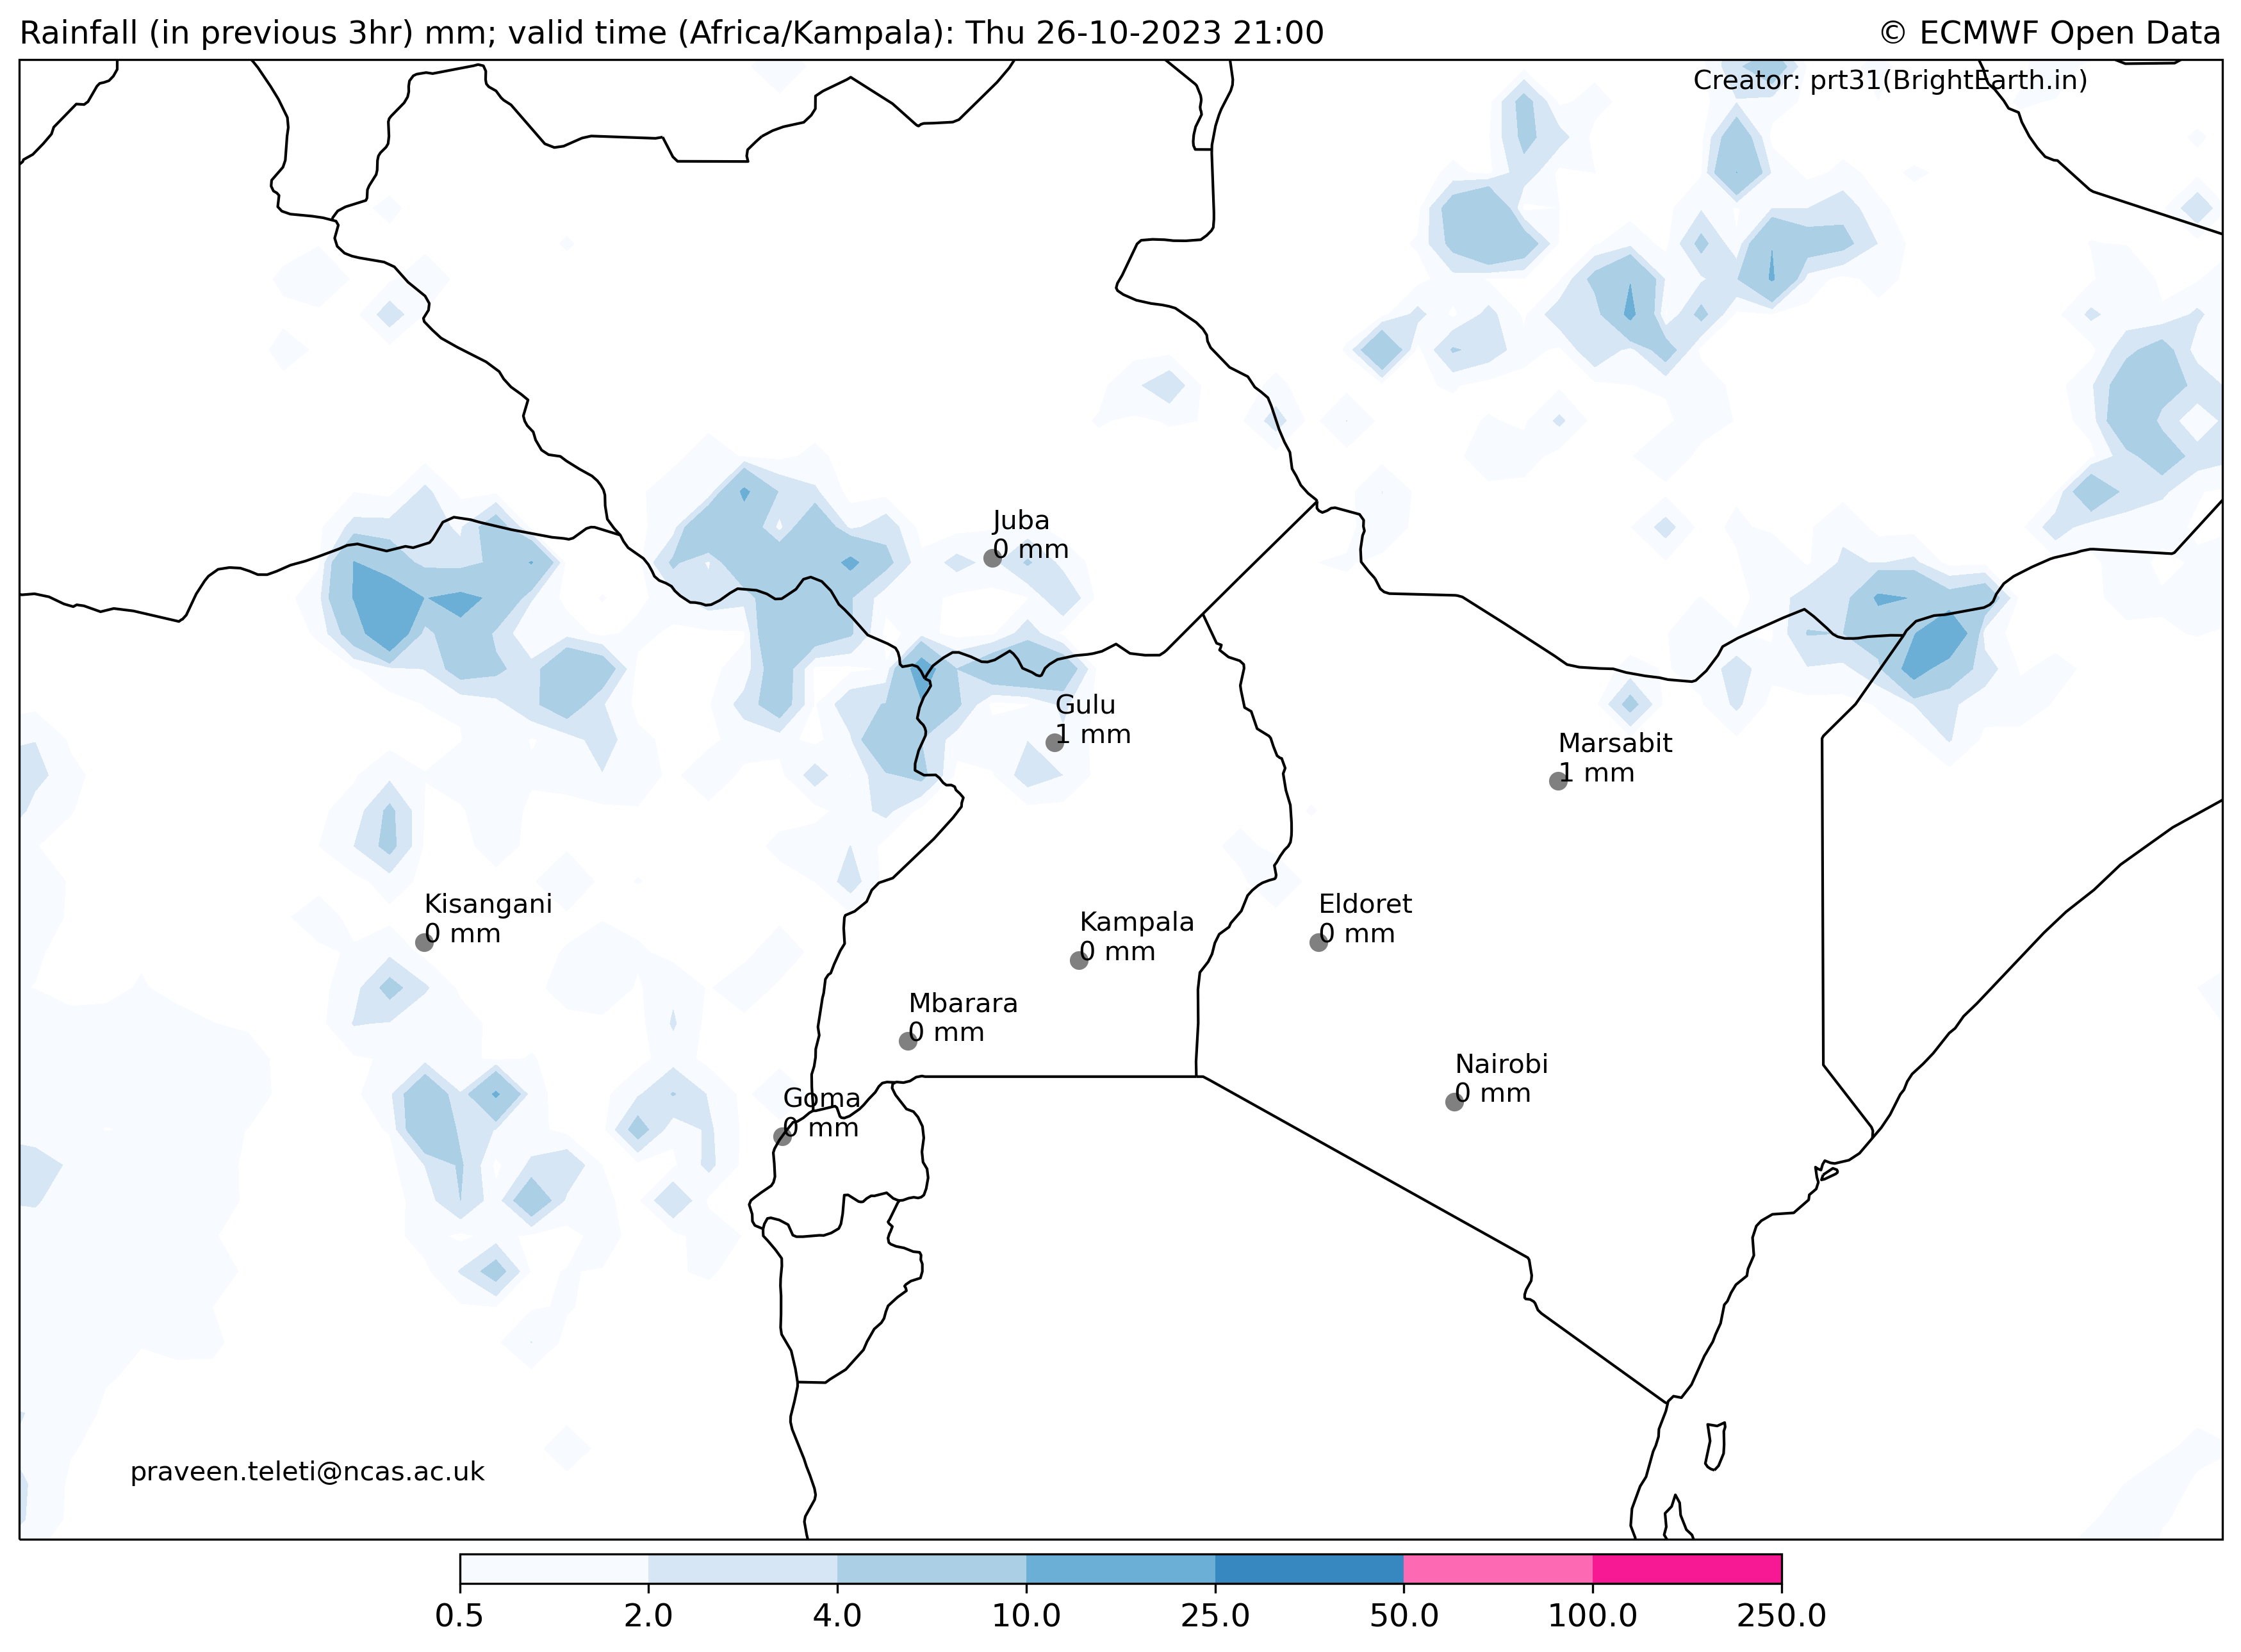 Rainfall (in previous 3hr) mm; valid time (Africa/Kampala): Thu 26-10-2023 21:00
© ECMWF Open Data
Creator: prt31(BrightEarth.in)
Juba
0 mm
Gulu
1 mm
Marsabit
1 mm
Kisangani
0 mm
Kampala
0 mm
Eldoret
0 mm
Mbarara
0 mm
Nairobi
0 mm
Goma
0 mm
praveen.teleti@ncas.ac.uk
0.5 2.0 4.0 10.0 25.0 50.0 100.0 250.0